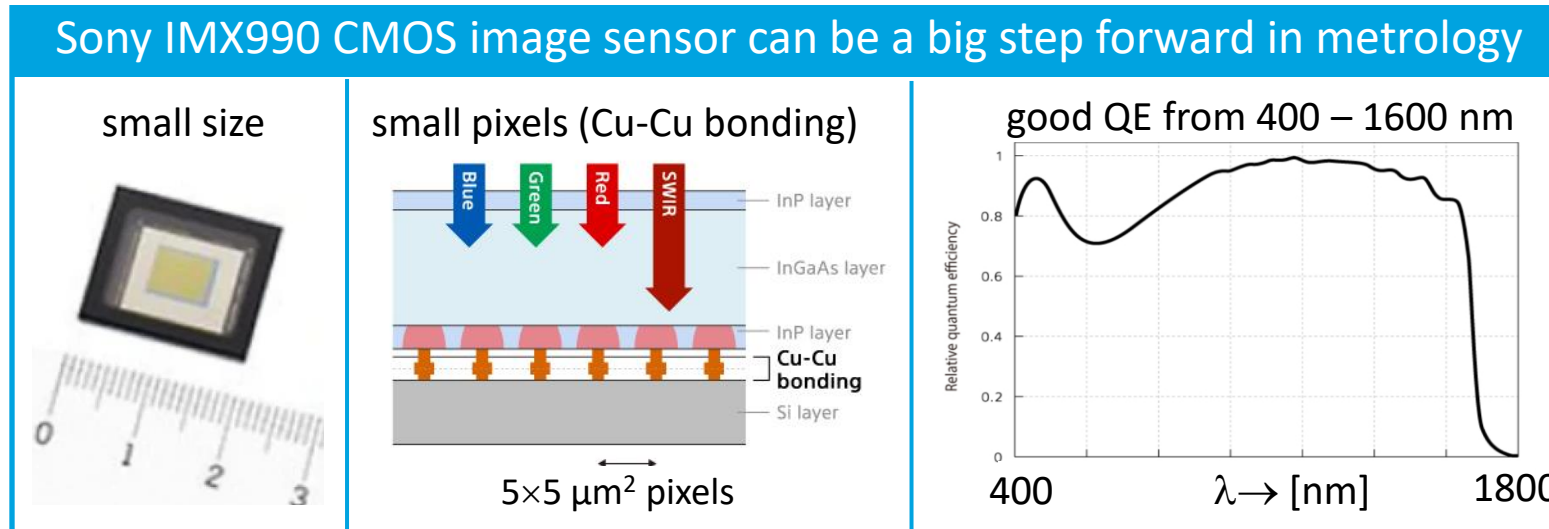 Sony IMX990 CMOS image sensor can be a big step forward in metrology
small size
0
1
2
3
small pixels (Cu-Cu bonding)
Blue
Green
Red
SWIR
InP layer
InGaAs layer
InP layer
Cu-Cu
bonding
Si layer
5×5 µm² pixels
good QE from 400 – 1600 nm
Relative quantum efficiency
1
0.8
0.6
0.4
0.2
0
400 λ→ [nm] 1800